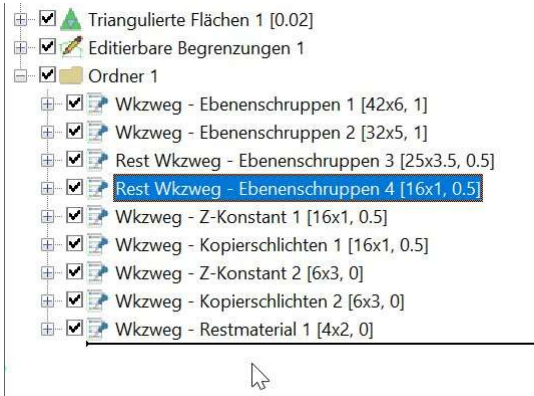 Triangulierte Flächen 1 [0.02]
Editierbare Begrenzungen 1
Ordner 1
Wkzweg - Ebenenschruppen 1 [42x6, 1]
Wkzweg - Ebenenschruppen 2 [32x5, 1]
Rest Wkzweg - Ebenenschruppen 3 [25x3.5, 0.5]
Rest Wkzweg - Ebenenschruppen 4 [16x1, 0.5]
Wkzweg - Z-Konstant 1 [16x1, 0.5]
Wkzweg - Kopierschlichten 1 [16x1, 0.5]
Wkzweg - Z-Konstant 2 [6x3, 0]
Wkzweg - Kopierschlichten 2 [6x3, 0]
Wkzweg - Restmaterial 1 [4x2, 0]